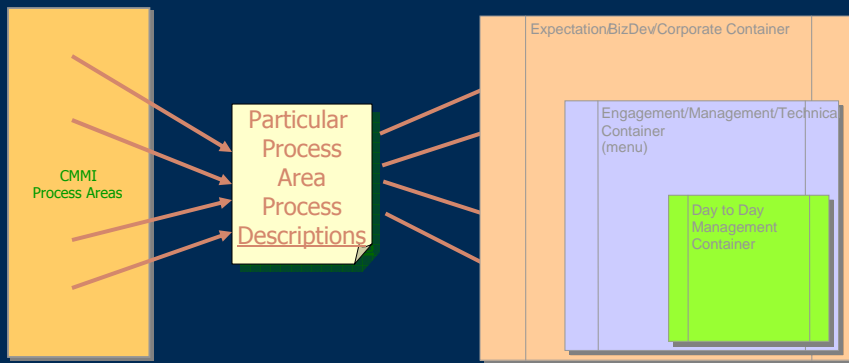 CMMI
Process Areas
Particular
Process
Area
Process
Descriptions
Expectation/BizDev/Corporate Container
Engagement/Management/Technica
Container
(menu)
Day to Day
Management
Container